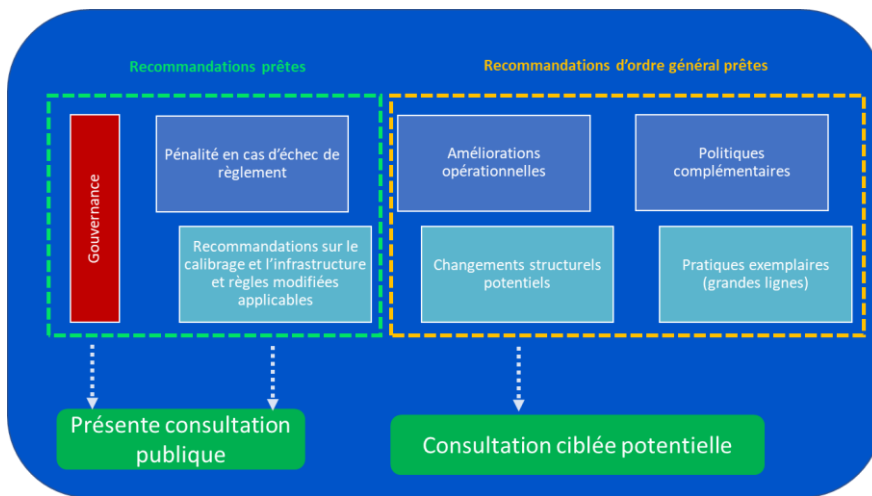 Recommandations prêtes
Recommandations d'ordre général prêtes
Gouvernance
Pénalité en cas d'échec de
règlement
Recommandations sur le
calibrage et l'infrastructure
et règles modifiées
applicables
Améliorations
opérationnelles
Politiques
complémentaires
Changements structurels
potentiels
Pratiques exemplaires
(grandes lignes)
Présente consultation
publique
Consultation ciblée potentielle